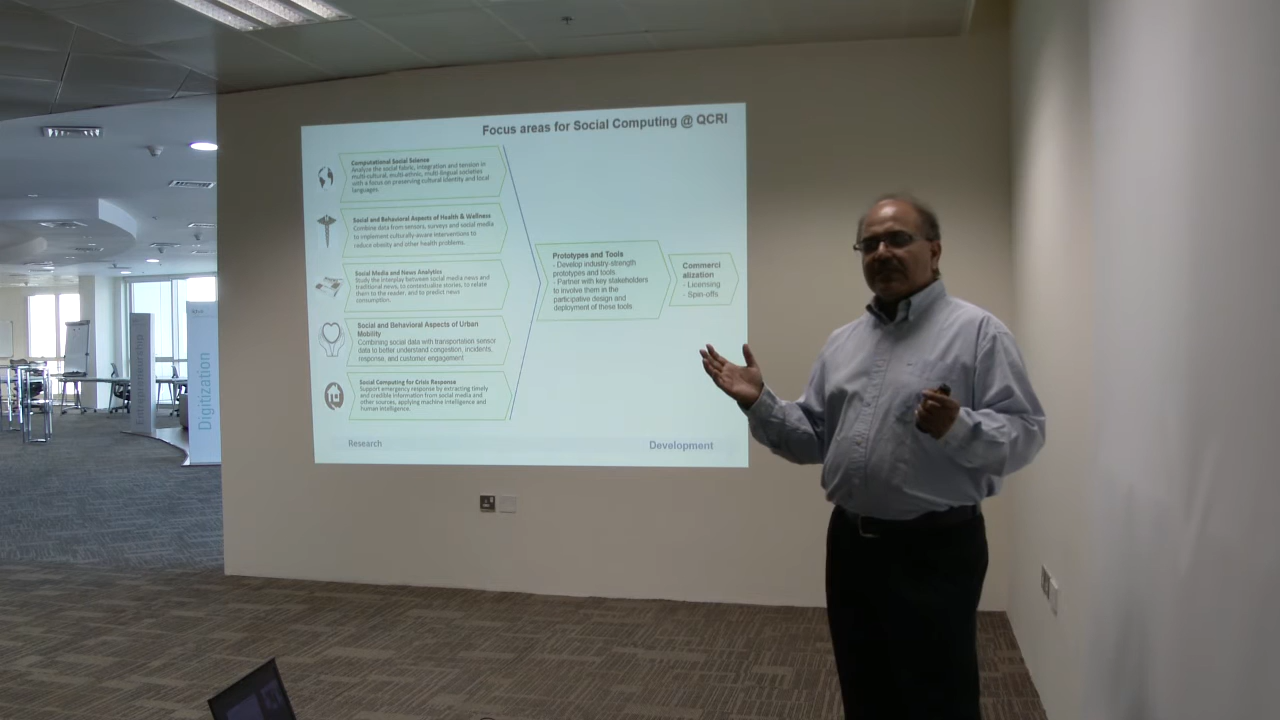 Focus areas for Social Computing @ QCRI
Computational Social Science
Analyze the social fabric, integration and tension in
multi-cultural, multi-ethnic, multi-lingual societies
with a focus on preserving cultural identity and local
languages.
Social and Behavioral Aspects of Health & Wellness
Combine data from sensors, surveys and social media
to implement culturally-aware interventions to
reduce obesity and other health problems.
Social Media and News Analytics
Study the interplay between social media news and
traditional news, to contextualise stories, to relate
them to the reader, and to predict news
consumption.
Social and Behavioral Aspects of Urban
Mobility
Combining social data with transportation sensor
data to better understand congestion, incidents,
response, and customer engagement
Social Computing for Crisis Response
Support emergency response by extracting timely
and credible information from social media and
other sources, applying machine intelligence and
human intelligence.
Prototypes and Tools
- Develop industry-strength
prototypes and tools.
- Partner with key stakeholders
to involve them in the
participative design and
deployment of these tools
Commerci
alization
- Licensing
- Spin-offs
Research
Development
Entrepreneurship
Digitization